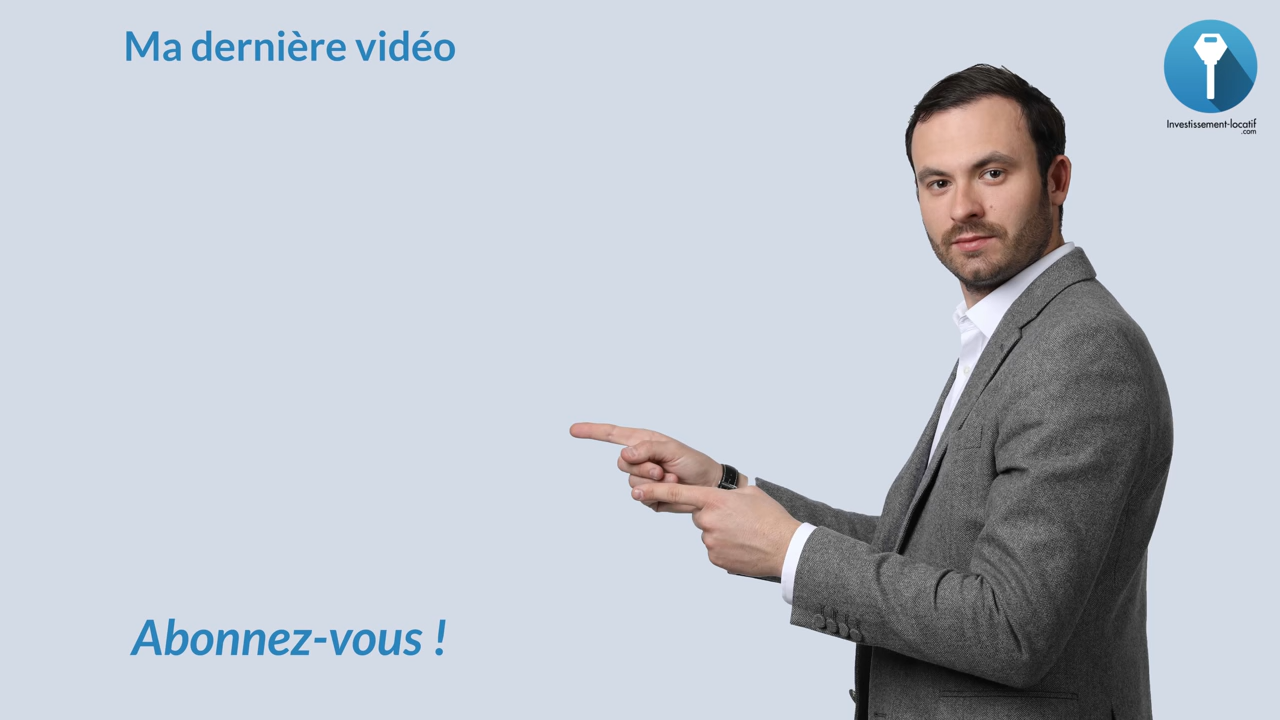 Ma dernière vidéo
Investissement-locatif
.com
Abonnez-vous !